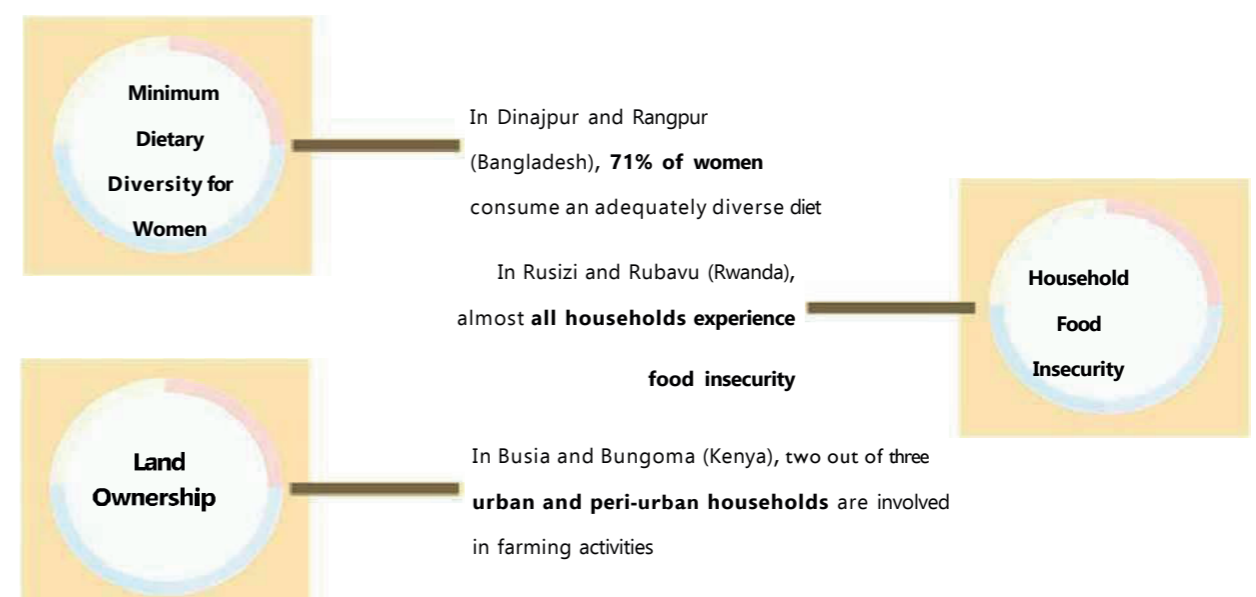 Minimum
Dietary
Diversity for
Women
In Dinajpur and Rangpur
(Bangladesh), 71% of women
consume an adequately diverse diet
In Rusizi and Rubavu (Rwanda),
almost all households experience
food insecurity
Household
Food
Insecurity
Land
Ownership
In Busia and Bungoma (Kenya), two out of three
urban and peri-urban households are involved
in farming activities